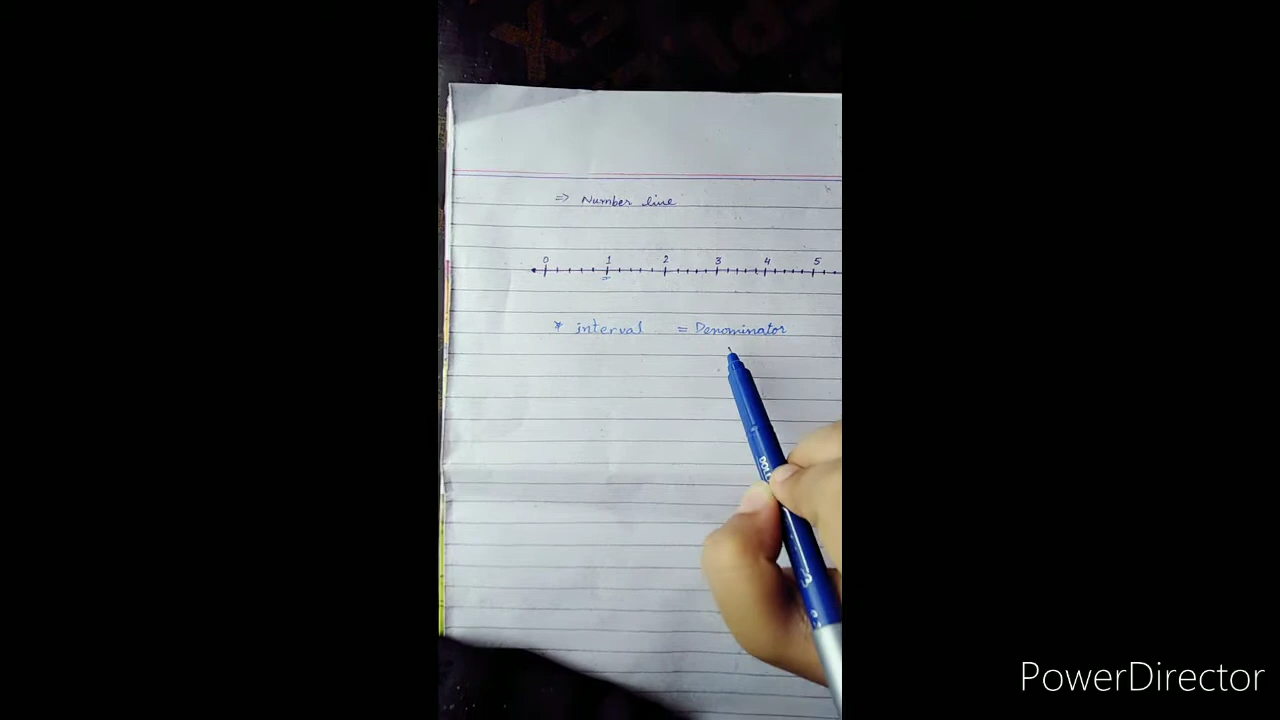 ⇒ Number line
0 1 2 3 4 5
* interval = Denominator
PowerDirector